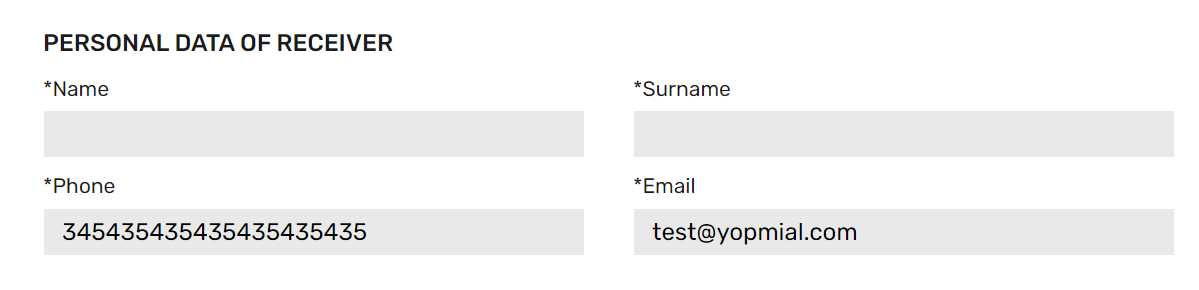 PERSONAL DATA OF RECEIVER
*Name
*Surname
*Phone
*Email
345435435435435435435
test@yopmial.com